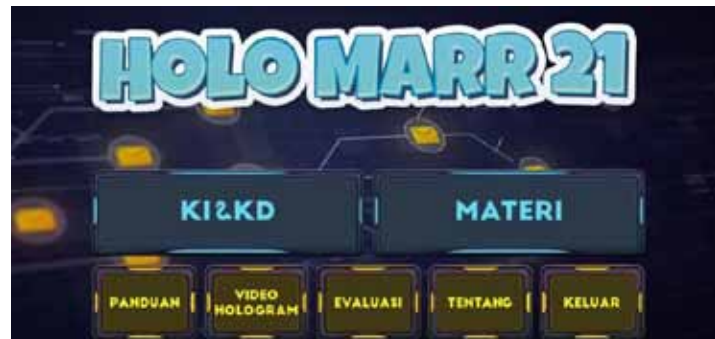 HOLO MARR 21
KI&KD
MATERI
PANDUAN
VIDEO
HOLOGRAM
EVALUASI
TENTANG
KELUAR